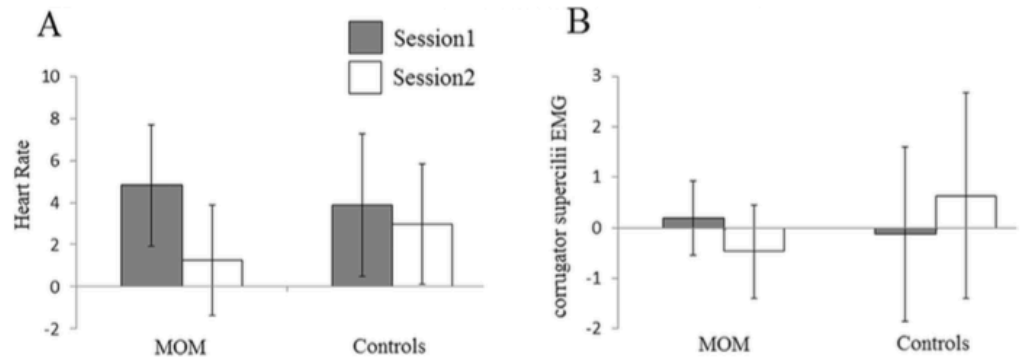 A
Session1
Session2
Heart Rate
10
8
6
4
2
0
-2
MOM
Controls
B
corrugator supercilii EMG
3
2
1
0
-1
-2
MOM
Controls